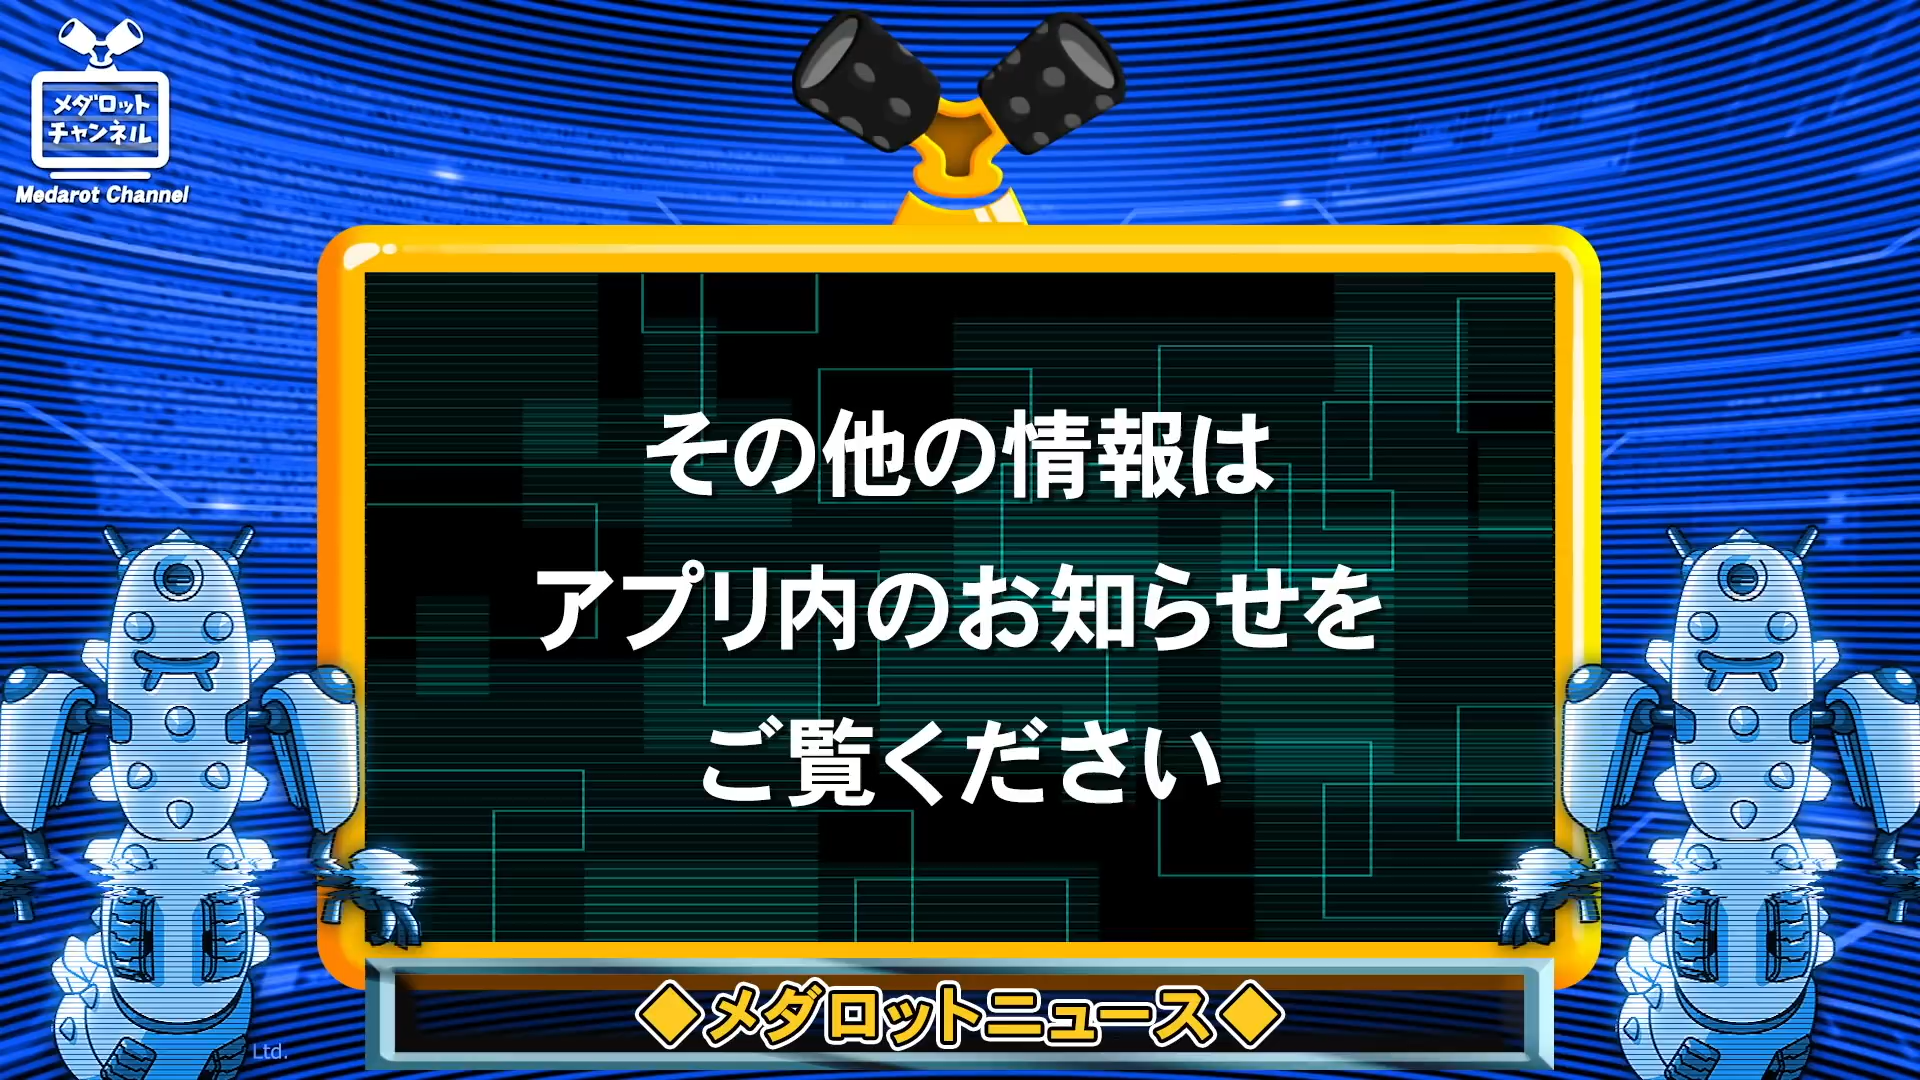 メダロット
チャンネル
Medarot Channel
その他の情報は
アプリ内のお知らせを
ご覧ください
Ltd.
◆メダロットニュース◆